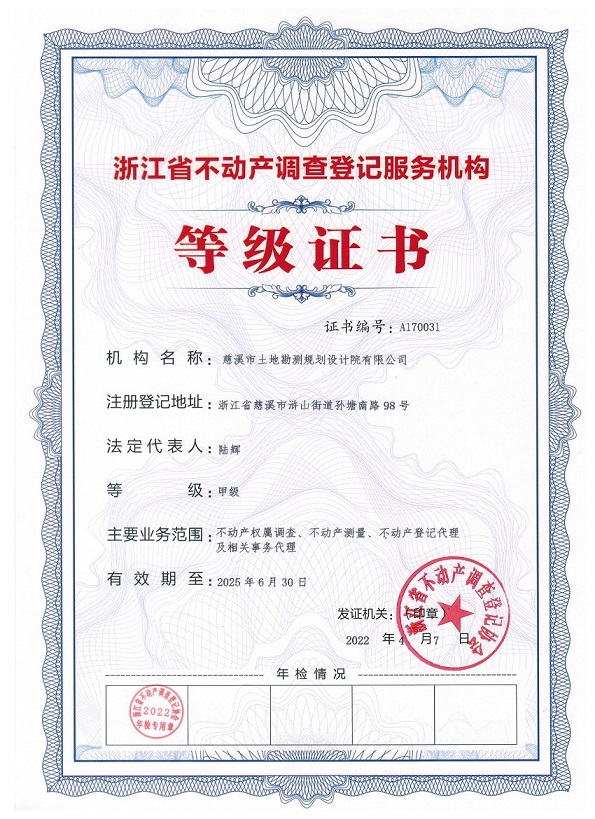 浙江省不动产调查登记服务机构
等级证书
证书编号：A170031
机构名称：慈溪市土地勘测规划设计院有限公司
注册登记地址：浙江省慈溪市浒山街道孙塘南路98号
法定代表人：陆辉
等级：甲级
主要业务范围：不动产权属调查、不动产测量、不动产登记代理
及相关事务代理
有效期至：2025年6月30日
发证机关：（印章）
2022 年 4 月 7 日
浙江省不动产调查登记协会
年检情况
浙江省不动产调查登记协会
2022
年检专用章